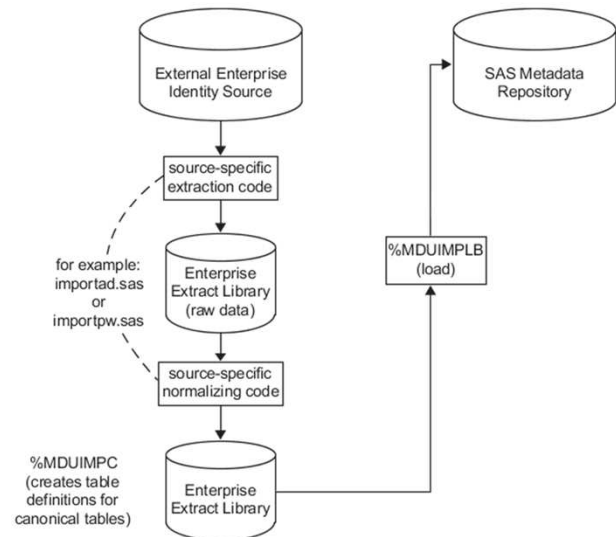 External Enterprise
Identity Source
SAS Metadata
Repository
source-specific
extraction code
for example:
importad.sas
or
importpw.sas
Enterprise
Extract Library
(raw data)
%MDUIMPLB
(load)
source-specific
normalizing code
%MDUIMPC
(creates table
definitions for
canonical tables)
Enterprise
Extract Library